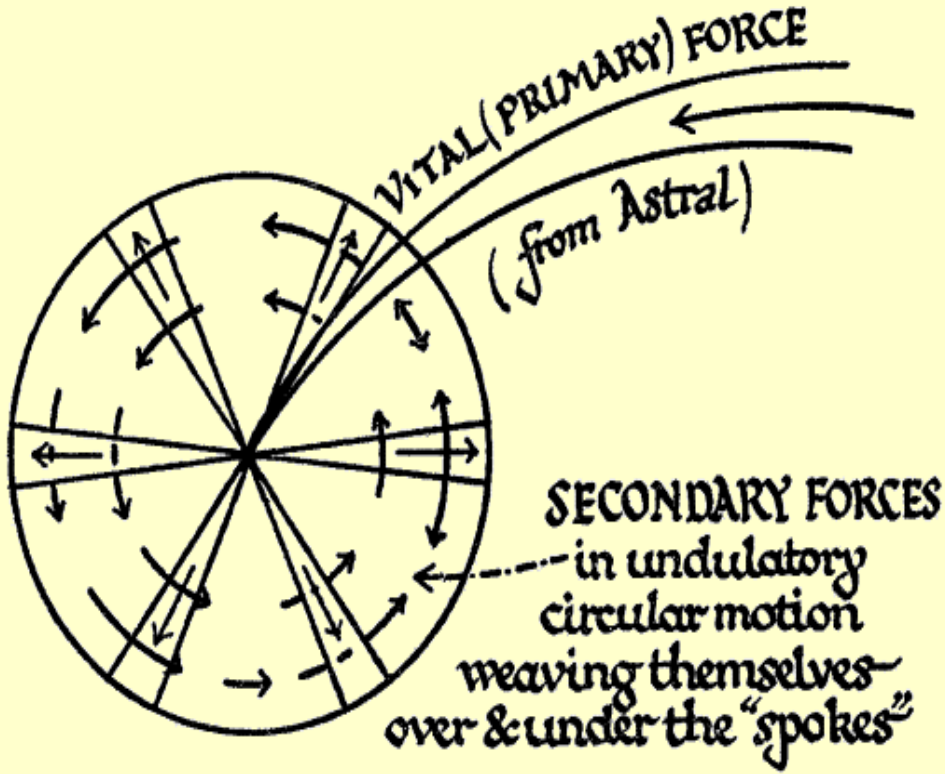 VITAL (PRIMARY) FORCE
(from Astral)
SECONDARY FORCES
in undulatory
circular motion
weaving themselves
over & under the "spokes"